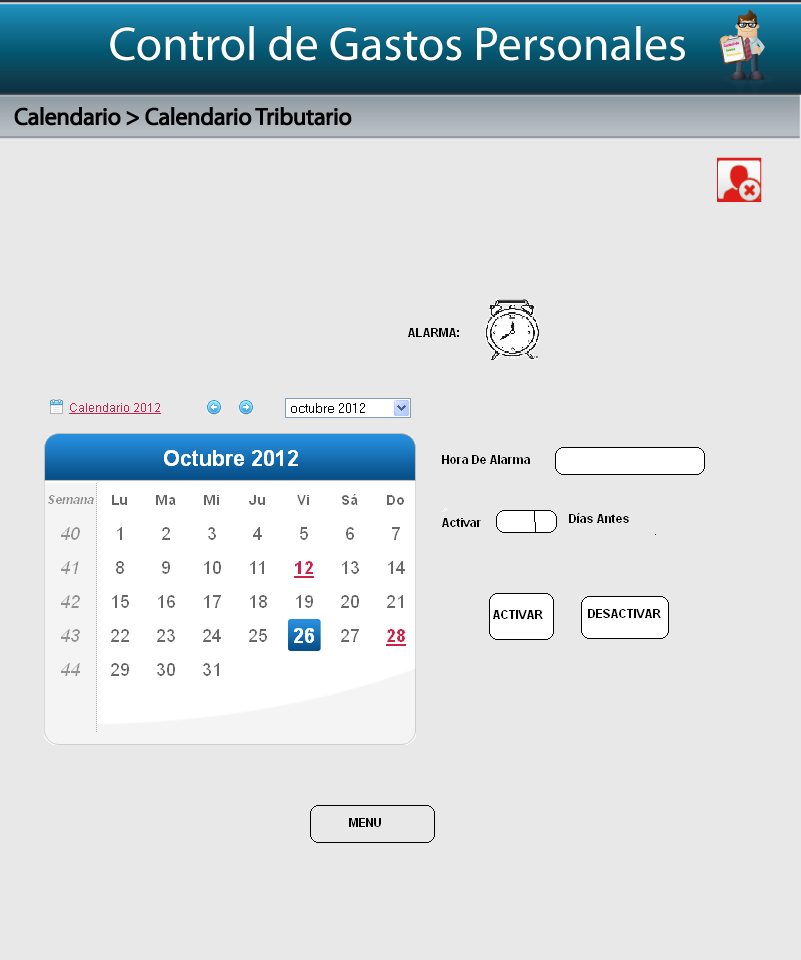 Control de Gastos Personales
Calendario > Calendario Tributario
ALARMA:
Calendario 2012
octubre 2012
Octubre 2012
Semana Lu Ma Mi Ju Vi Sá Do
40 1 2 3 4 5 6 7
41 8 9 10 11 12 13 14
42 15 16 17 18 19 20 21
43 22 23 24 25 26 27 28
44 29 30 31
Hora De Alarma
Activar Días Antes
ACTIVAR DESACTIVAR
MENU